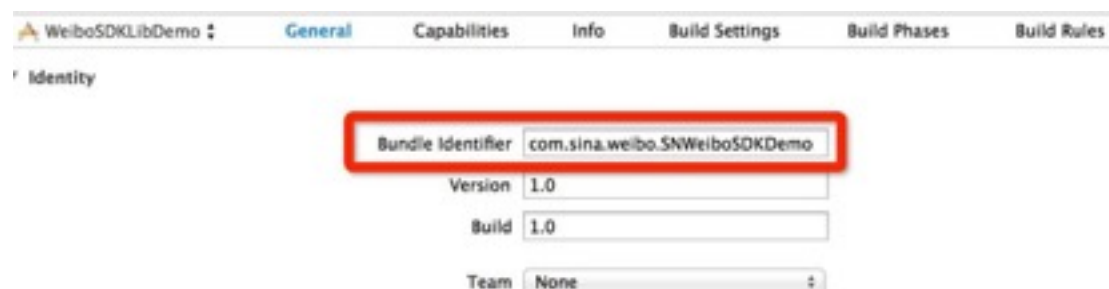 WeiboSDKLibDemo General Capabilities Info Build Settings Build Phases Build Rules
Identity
Bundle Identifier com.sina.weibo.SNWeiboSDKDemo
Version 1.0
Build 1.0
Team None